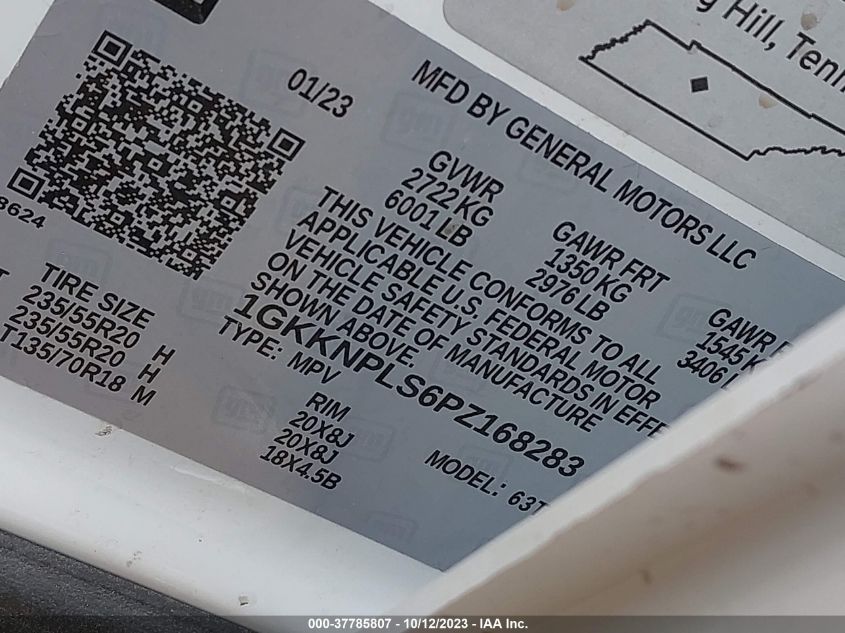 Hill, Tenn
MFD BY GENERAL MOTORS LLC
01/23
GVWR
2722 KG
6001 LB
GAWR FRT
1350 KG
2976 LB
GAWR
1545 K
3406
THIS VEHICLE CONFORMS TO ALL
APPLICABLE U.S. FEDERAL MOTOR
VEHICLE SAFETY STANDARDS IN EFFE
ON THE DATE OF MANUFACTURE
SHOWN ABOVE.
1GKKNPLS6PZ168283
TYPE: MPV
MODEL: 63T
8624
TIRE SIZE
235/55R20 H
235/55R20 H
T135/70R18 M
RIM
20X8J
20X8J
18X4.5B
000-37785807 - 10/12/2023 - IAA Inc.